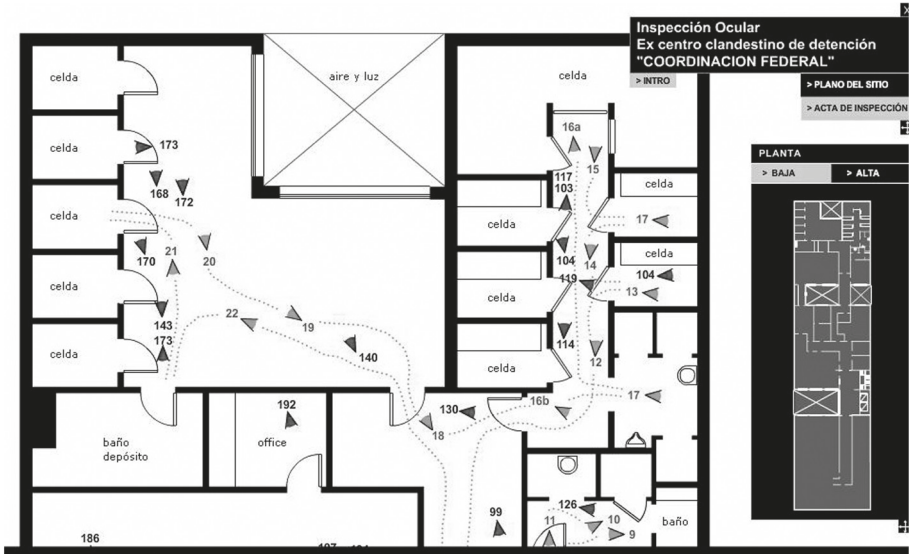 X
Inspección Ocular
Ex centro clandestino de detención
"COORDINACION FEDERAL"
> INTRO
> PLANO DEL SITIO
> ACTA DE INSPECCIÓN
PLANTA
> BAJA
> ALTA
celda
celda
celda
celda
celda
aire y luz
celda
celda
celda
celda
celda
celda
173
168
172
170
21
20
143
173
22
19
140
16a
15
117
103
17
104
14
119
104
13
114
12
16b
17
130
18
192
baño
depósito
office
99
126
11
10
9
baño
186